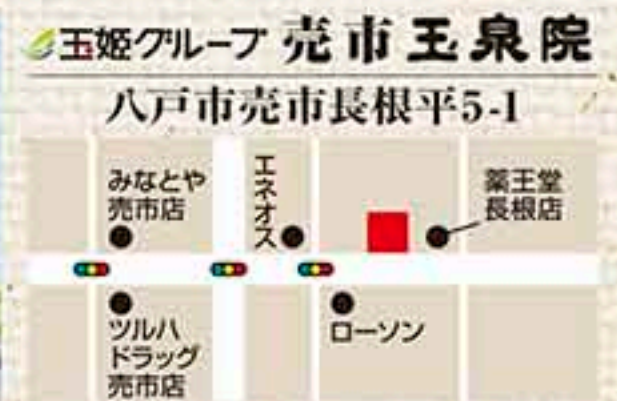 玉姫グループ 売市玉泉院
八戸市売市長根平5-1
みなとや
売市店
エネオス
薬王堂
長根店
ツルハ
ドラッグ
売市店
ローソン